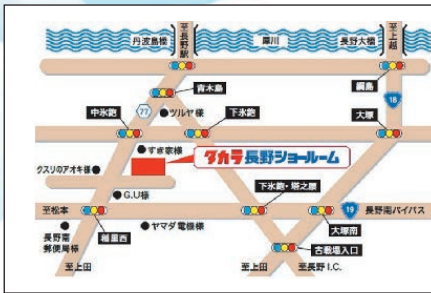 至長野駅
至上越
丹波島橋
犀川
長野大橋
青木島
綱島
77
18
中氷鉋
ツルヤ様
下氷鉋
大塚
すき家様
タカラ長野ショールーム
クスリのアオキ様
G.U様
下氷鉋・塔之腰
至松本
19
長野南バイパス
稲里西
ヤマダ電機様
大塚南
長野南
郵便局様
古戦場入口
至上田
至上田
至長野I.C.